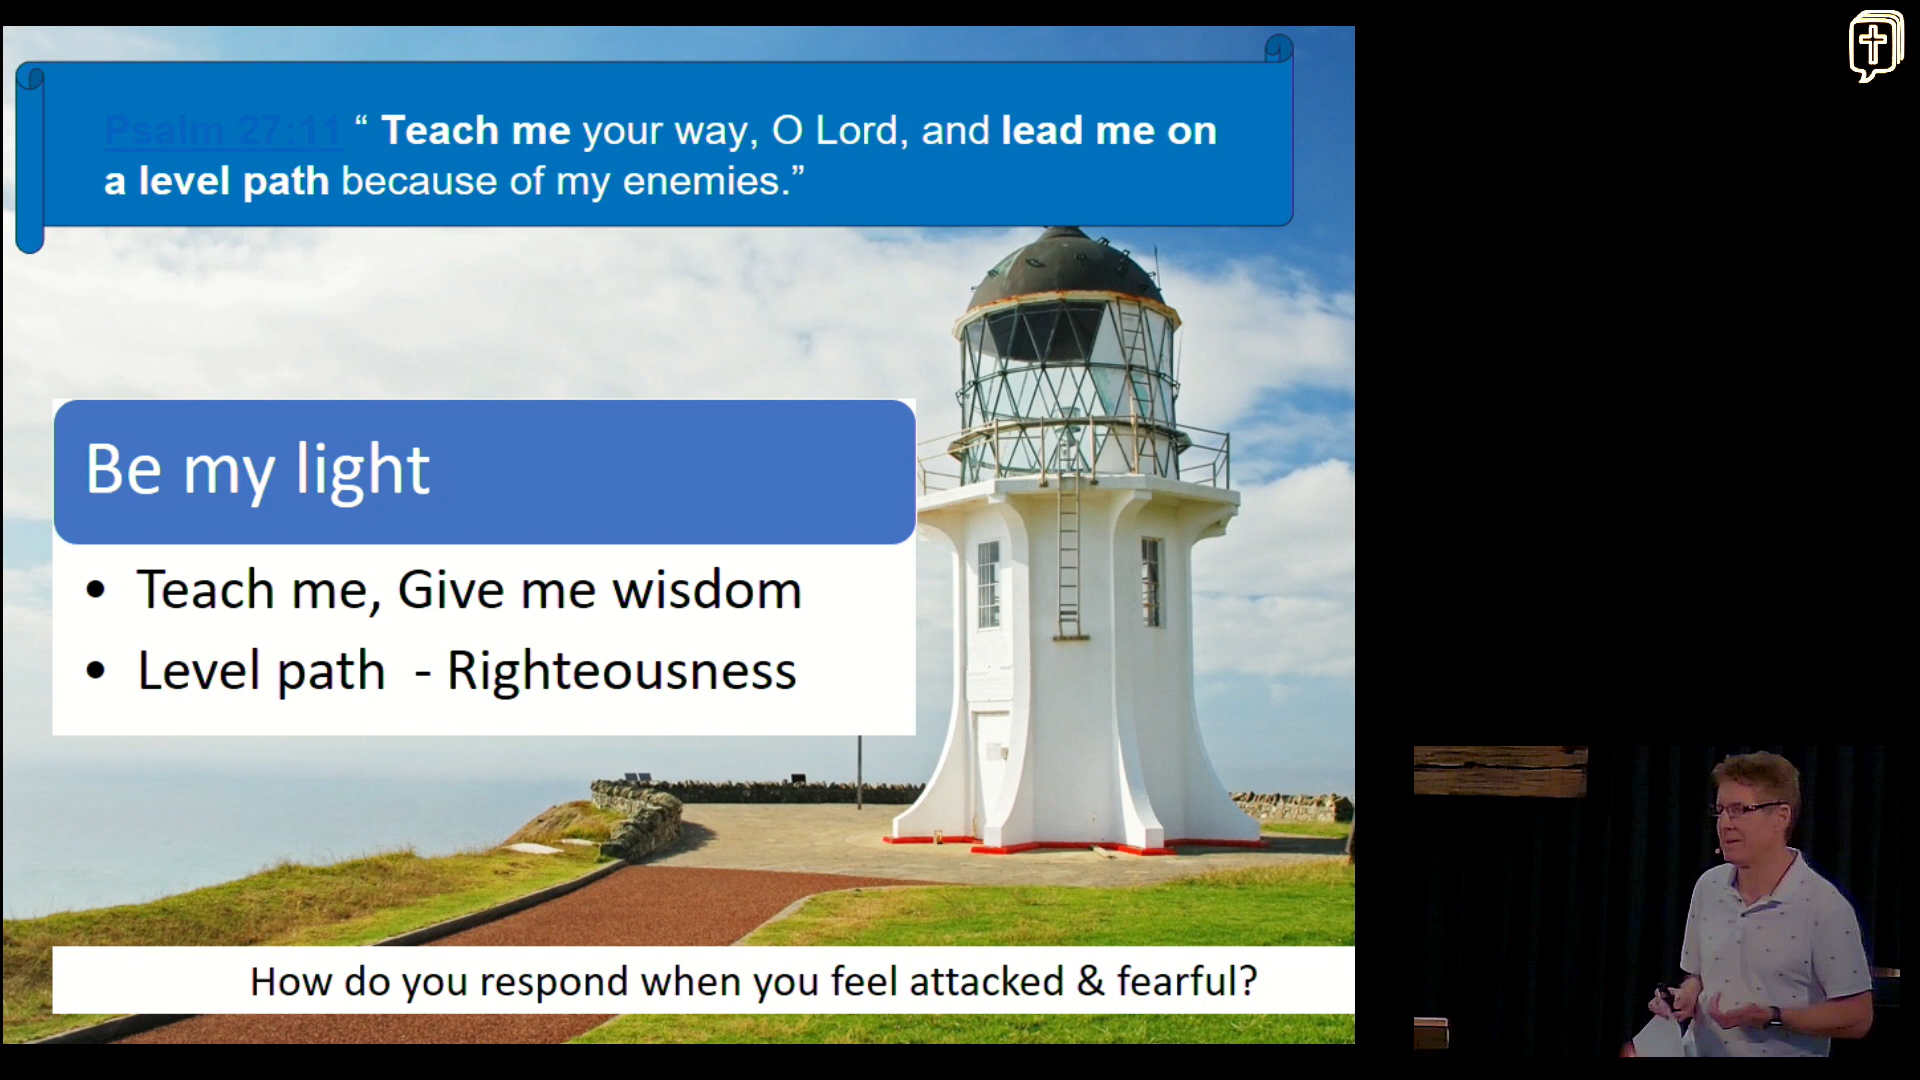 Psalm 27:11 “ Teach me your way, O Lord, and lead me on
a level path because of my enemies.”
Be my light
• Teach me, Give me wisdom
• Level path - Righteousness
How do you respond when you feel attacked & fearful?